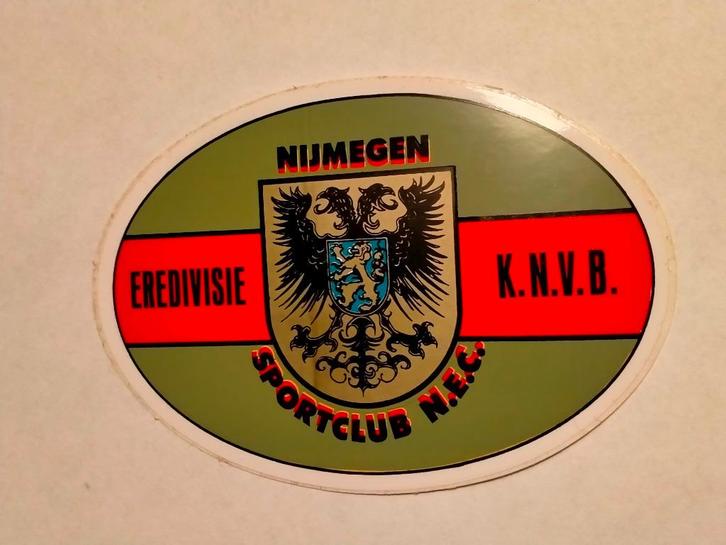 NIJMEGEN
EREDIVISIE
K.N.V.B.
SPORTCLUB N.E.C.